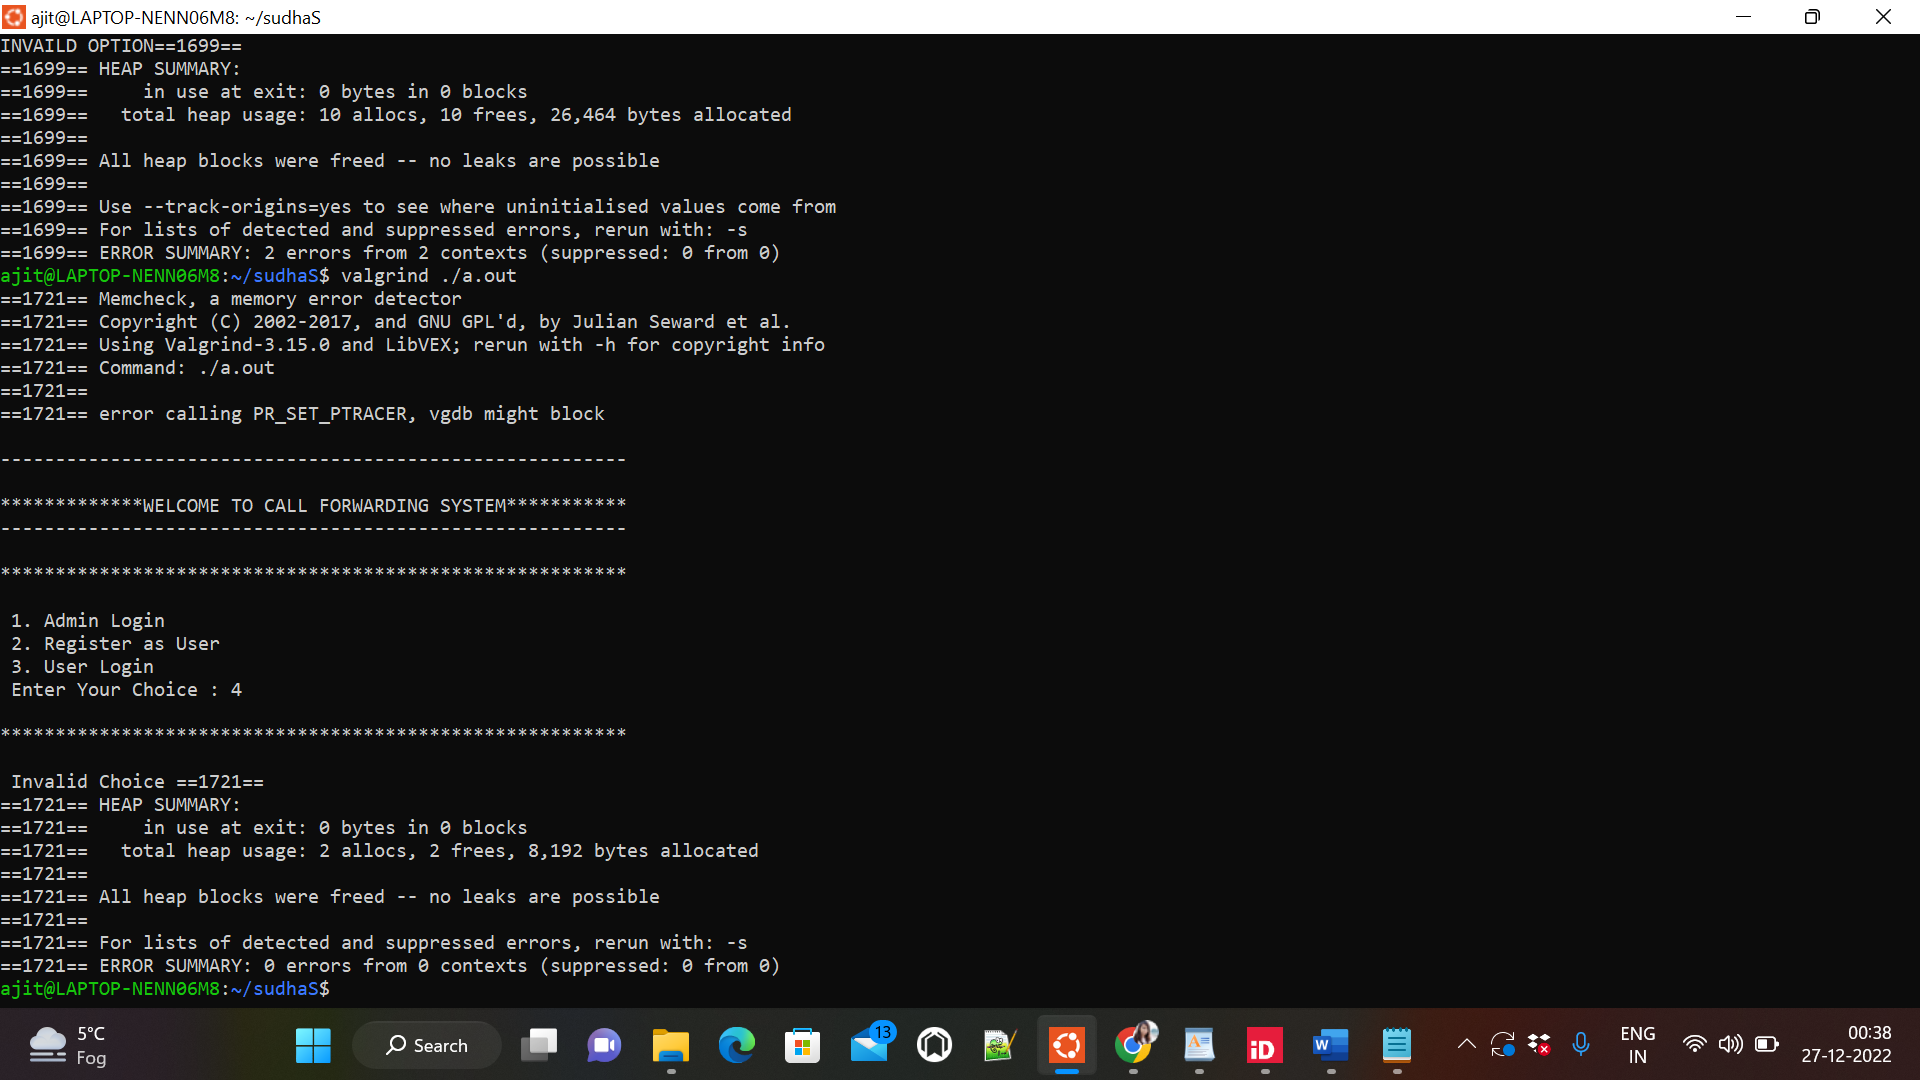 ajit@LAPTOP-NENN06M8: ~/sudhaS
INVAILD OPTION==1699==
==1699== HEAP SUMMARY:
==1699==     in use at exit: 0 bytes in 0 blocks
==1699==   total heap usage: 10 allocs, 10 frees, 26,464 bytes allocated
==1699==
==1699== All heap blocks were freed -- no leaks are possible
==1699==
==1699== Use --track-origins=yes to see where uninitialised values come from
==1699== For lists of detected and suppressed errors, rerun with: -s
==1699== ERROR SUMMARY: 2 errors from 2 contexts (suppressed: 0 from 0)
ajit@LAPTOP-NENN06M8:~/sudhaS$ valgrind ./a.out
==1721== Memcheck, a memory error detector
==1721== Copyright (C) 2002-2017, and GNU GPL'd, by Julian Seward et al.
==1721== Using Valgrind-3.15.0 and LibVEX; rerun with -h for copyright info
==1721== Command: ./a.out
==1721==
==1721== error calling PR_SET_PTRACER, vgdb might block
---------------------------------------------------------
*************WELCOME TO CALL FORWARDING SYSTEM***********
---------------------------------------------------------
*********************************************************
1. Admin Login
2. Register as User
3. User Login
Enter Your Choice : 4
*********************************************************
Invalid Choice ==1721==
==1721== HEAP SUMMARY:
==1721==     in use at exit: 0 bytes in 0 blocks
==1721==   total heap usage: 2 allocs, 2 frees, 8,192 bytes allocated
==1721==
==1721== All heap blocks were freed -- no leaks are possible
==1721==
==1721== For lists of detected and suppressed errors, rerun with: -s
==1721== ERROR SUMMARY: 0 errors from 0 contexts (suppressed: 0 from 0)
ajit@LAPTOP-NENN06M8:~/sudhaS$
5°C
Fog
Search
13
iD
W
ENG
IN
00:38
27-12-2022